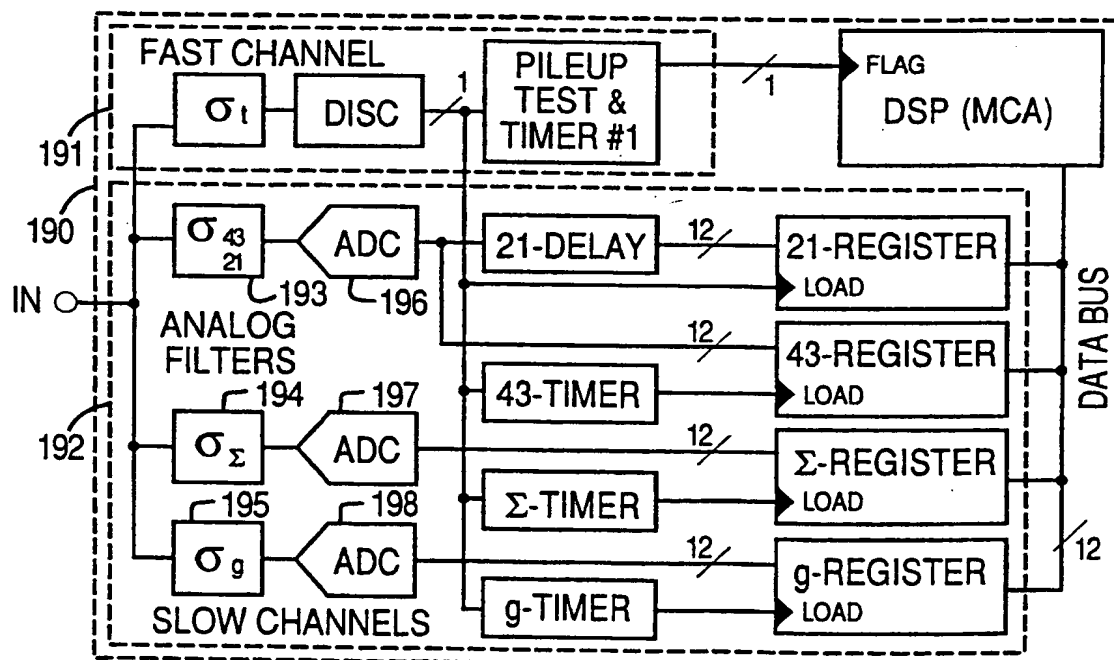 FAST CHANNEL
σt
DISC
1
PILEUP
TEST &
TIMER #1
1
FLAG
DSP (MCA)
191
190
IN
σ 43
21
193
ADC
196
21-DELAY
12
21-REGISTER
LOAD
ANALOG
FILTERS
12
43-REGISTER
LOAD
43-TIMER
DATA BUS
192
194
σΣ
197
ADC
12
Σ-REGISTER
LOAD
Σ-TIMER
195
σg
198
ADC
12
g-REGISTER
LOAD
12
g-TIMER
SLOW CHANNELS